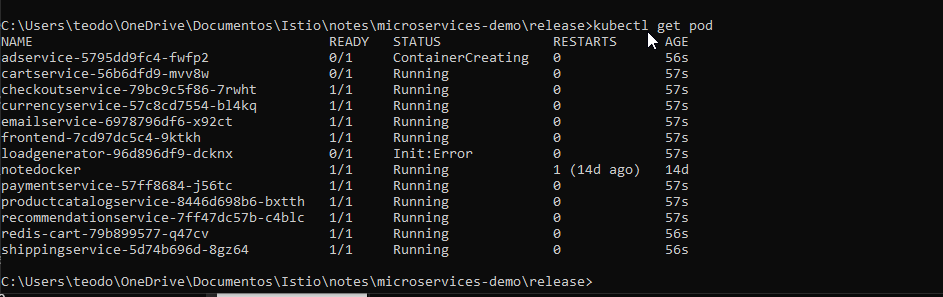 C:\Users\teodo\OneDrive\Documentos\Istio\notes\microservices-demo\release>kubectl get pod
NAME READY STATUS RESTARTS AGE
adservice-5795dd9fc4-fwfp2 0/1 ContainerCreating 0 56s
cartservice-56b6dfd9-mvv8w 0/1 Running 0 57s
checkoutservice-79bc9c5f86-7rwht 1/1 Running 0 57s
currencyservice-57c8cd7554-bl4kq 1/1 Running 0 57s
emailservice-6978796df6-x92ct 1/1 Running 0 57s
frontend-7cd97dc5c4-9ktkh 1/1 Running 0 57s
loadgenerator-96d896df9-dcknx 0/1 Init:Error 0 57s
notedocker 1/1 Running 1 (14d ago) 14d
paymentservice-57ff8684-j56tc 1/1 Running 0 57s
productcatalogservice-8446d698b6-bxtth 1/1 Running 0 57s
recommendationservice-7ff47dc57b-c4blc 1/1 Running 0 57s
redis-cart-79b899577-q47cv 1/1 Running 0 56s
shippingservice-5d74b696d-8gz64 1/1 Running 0 56s
C:\Users\teodo\OneDrive\Documentos\Istio\notes\microservices-demo\release>